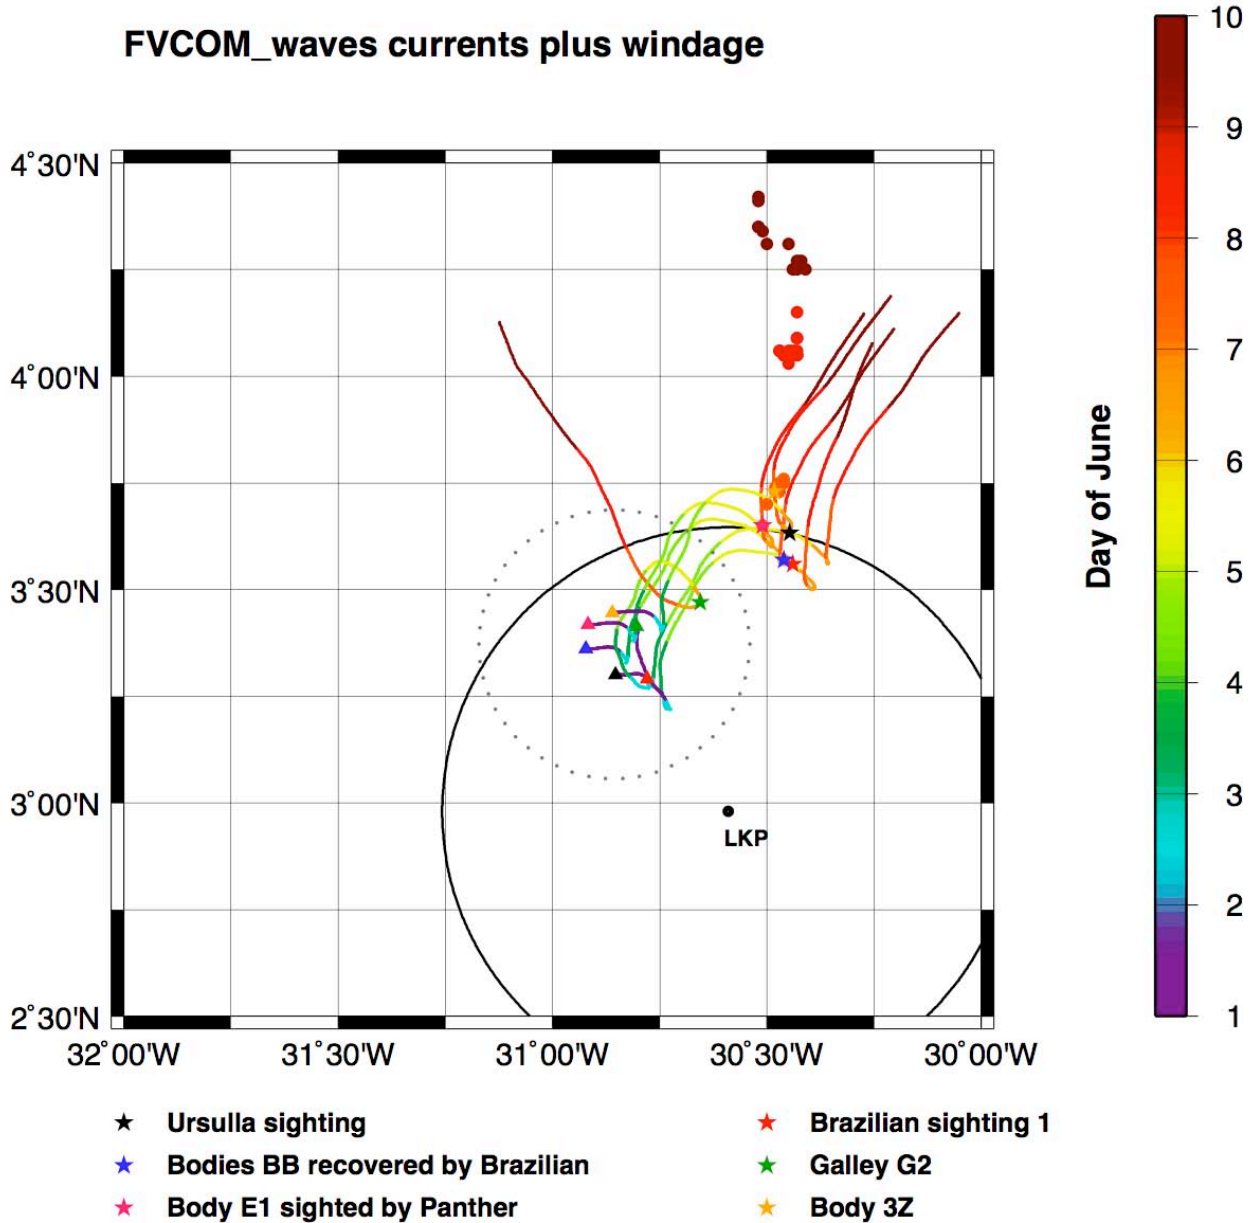 FVCOM_waves currents plus windage
10
9
8
7
6
5
4
3
2
1
Day of June
4°30'N
4°00'N
3°30'N
3°00'N
2°30'N
LKP
32°00'W 31°30'W 31°00'W 30°30'W 30°00'W
Ursulla sighting
Brazilian sighting 1
Bodies BB recovered by Brazilian
Galley G2
Body E1 sighted by Panther
Body 3Z